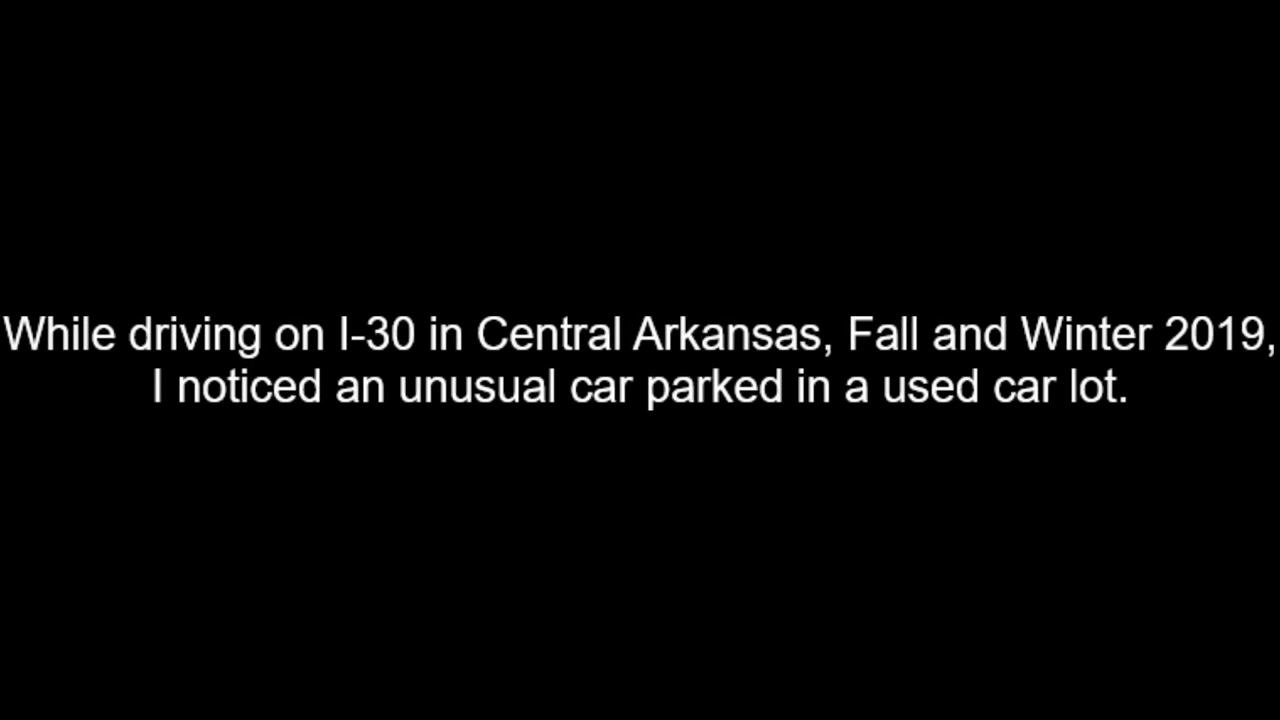 While driving on I-30 in Central Arkansas, Fall and Winter 2019,
I noticed an unusual car parked in a used car lot.